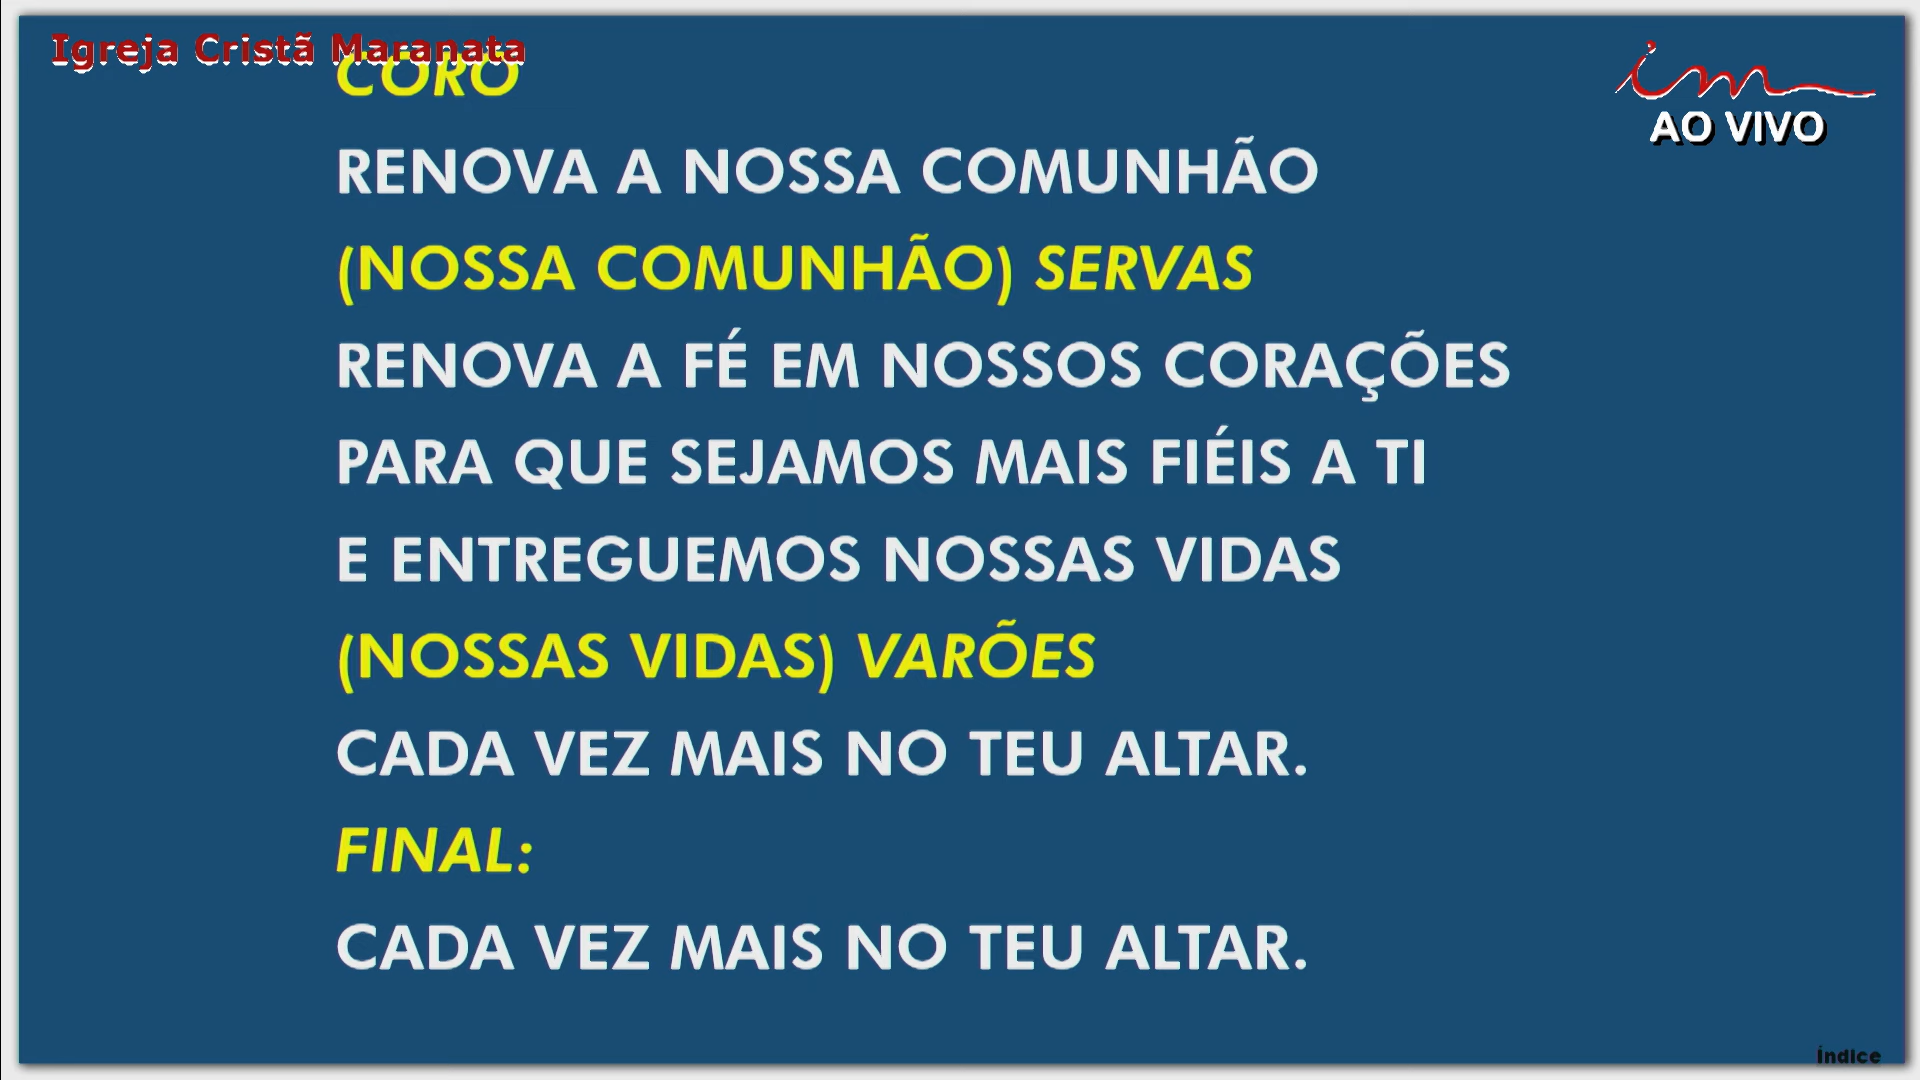 Igreja Cristã Maranata
CORO
im
AO VIVO
RENOVA A NOSSA COMUNHÃO
(NOSSA COMUNHÃO) SERVAS
RENOVA A FÉ EM NOSSOS CORAÇÕES
PARA QUE SEJAMOS MAIS FIÉIS A TI
E ENTREGUEMOS NOSSAS VIDAS
(NOSSAS VIDAS) VARÕES
CADA VEZ MAIS NO TEU ALTAR.
FINAL:
CADA VEZ MAIS NO TEU ALTAR.
Índice